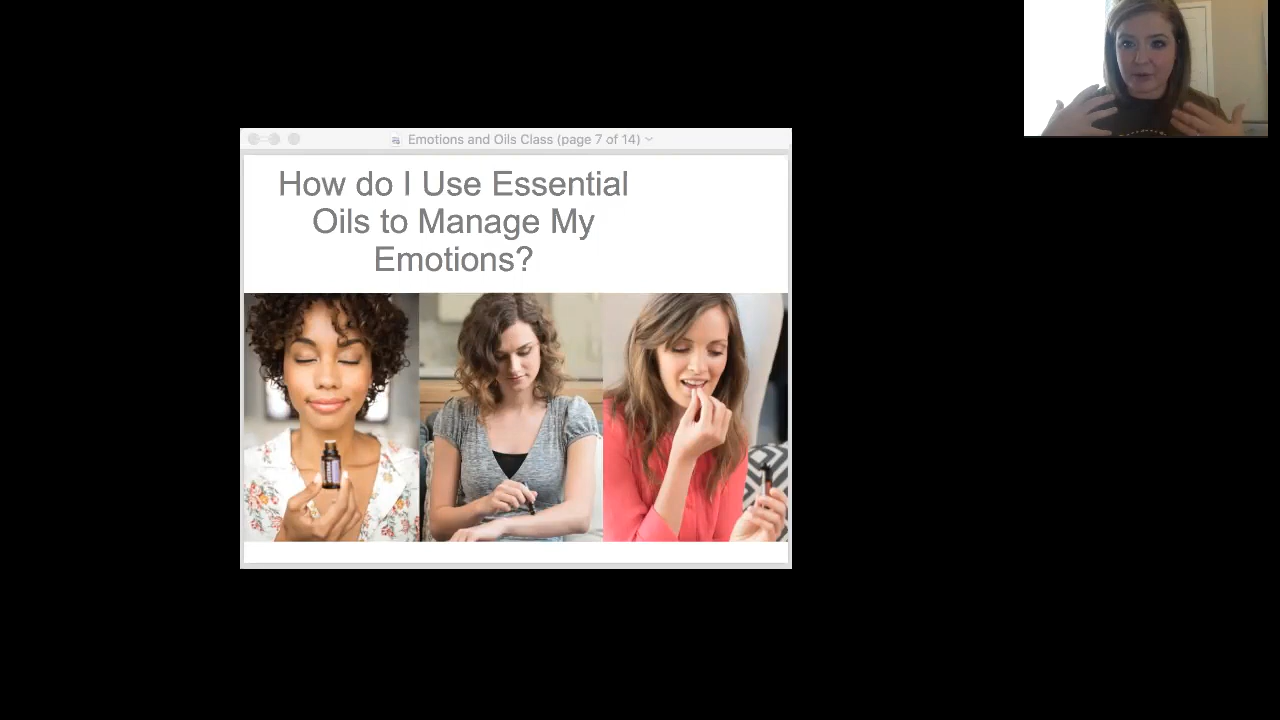 Emotions and Oils Class (page 7 of 14)
How do I Use Essential
Oils to Manage My
Emotions?